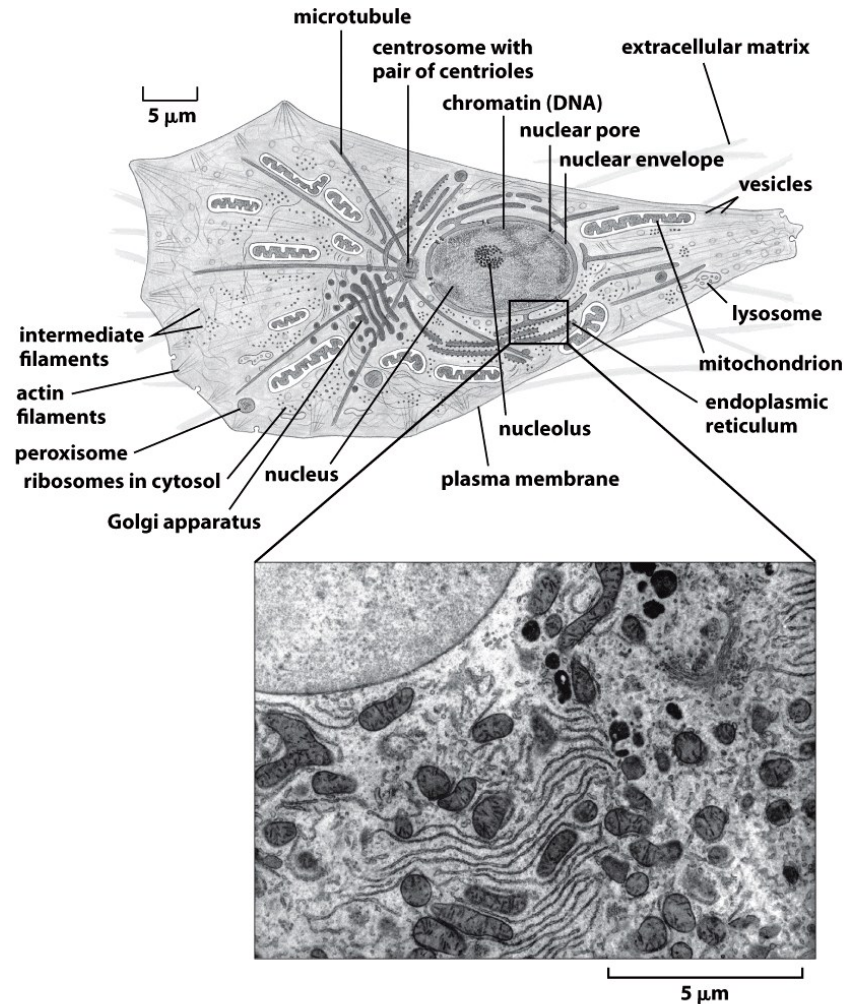 microtubule
centrosome with
pair of centrioles
extracellular matrix
5 μm
chromatin (DNA)
nuclear pore
nuclear envelope
vesicles
lysosome
intermediate
filaments
mitochondrion
actin
filaments
endoplasmic
reticulum
nucleolus
peroxisome
nucleus
ribosomes in cytosol
plasma membrane
Golgi apparatus
5 μm